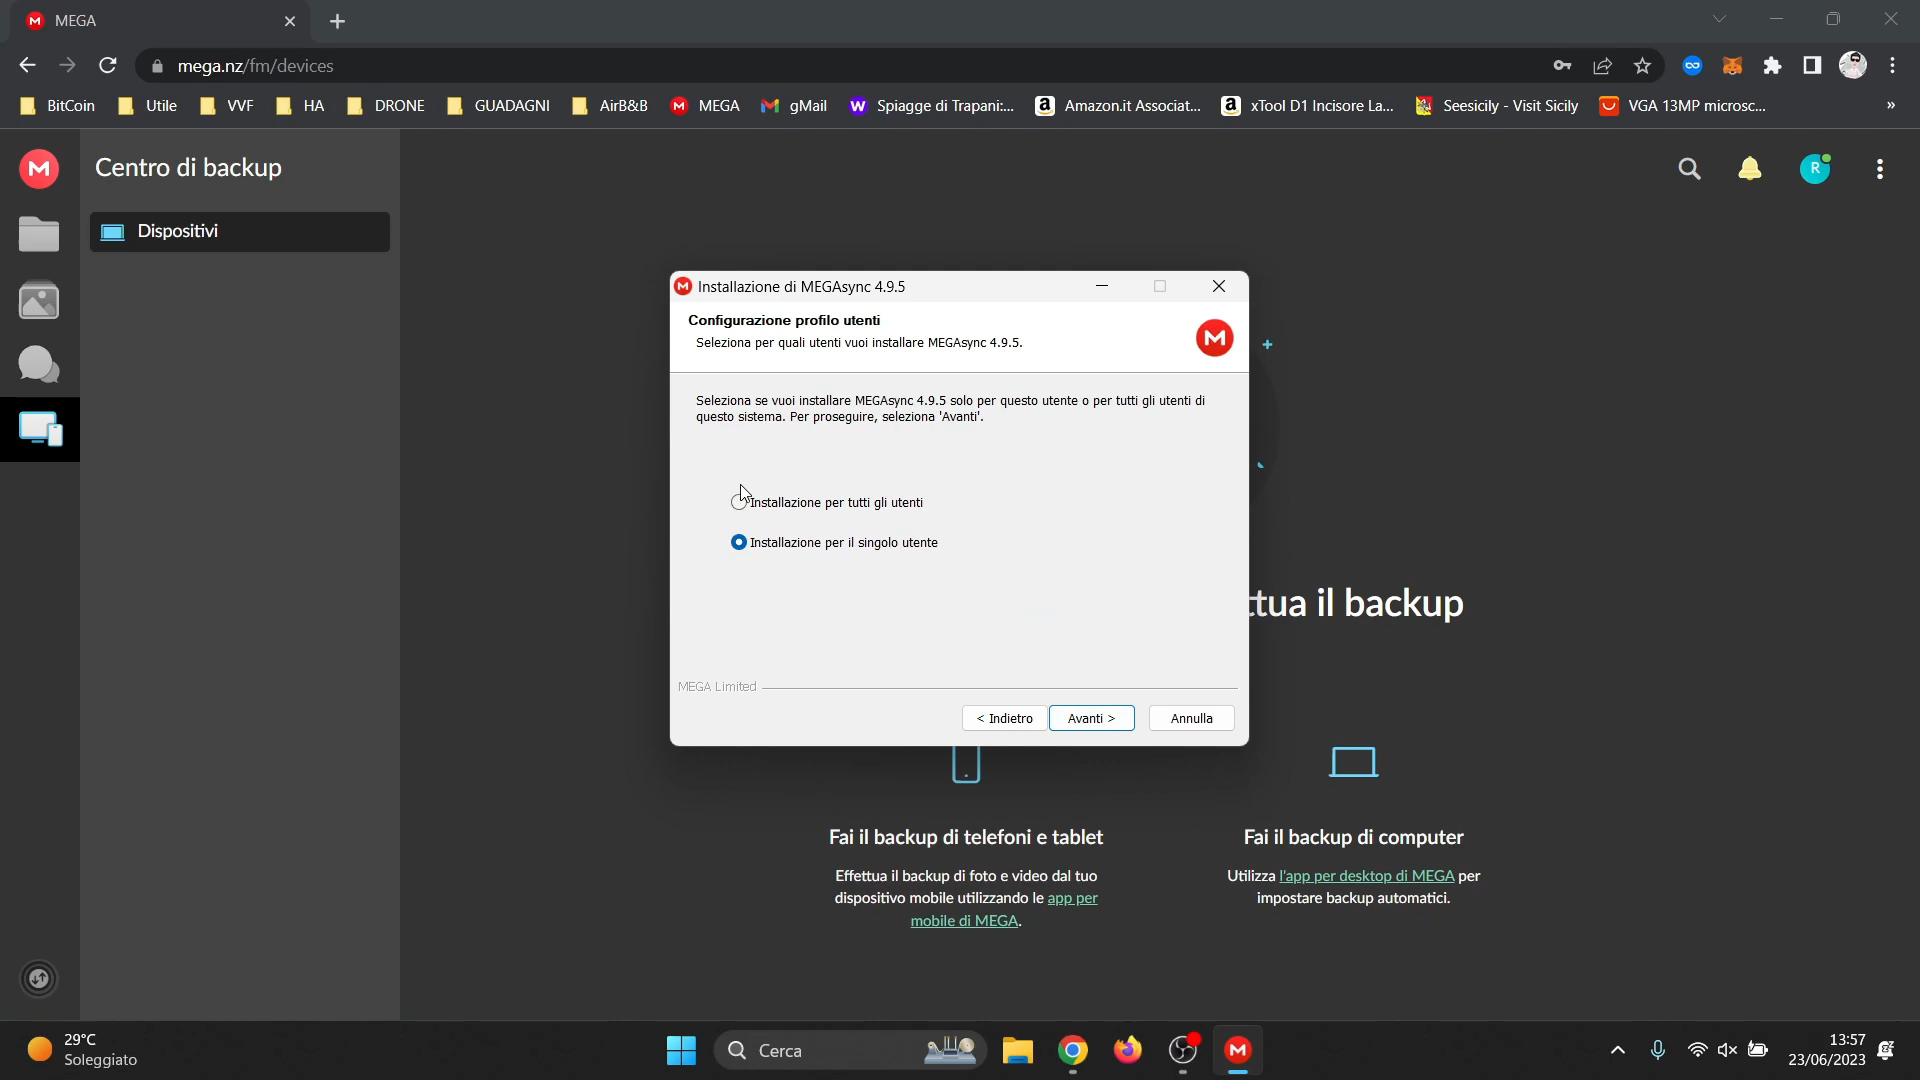 MEGA
mega.nz/fm/devices
BitCoin
Utile
VVF
HA
DRONE
GUADAGNI
AirB&B
MEGA
gMail
Spiagge di Trapani:...
Amazon.it Associat...
xTool D1 Incisore La...
Seesicily - Visit Sicily
VGA 13MP microsc...
»
Centro di backup
R
Dispositivi
Installazione di MEGAsync 4.9.5
Configurazione profilo utenti
Seleziona per quali utenti vuoi installare MEGAsync 4.9.5.
Seleziona se vuoi installare MEGAsync 4.9.5 solo per questo utente o per tutti gli utenti di
questo sistema. Per proseguire, seleziona 'Avanti'.
Installazione per tutti gli utenti
Installazione per il singolo utente
ttua il backup
MEGA Limited
< Indietro
Avanti >
Annulla
Fai il backup di telefoni e tablet
Effettua il backup di foto e video dal tuo
dispositivo mobile utilizzando le app per
mobile di MEGA.
Fai il backup di computer
Utilizza l'app per desktop di MEGA per
impostare backup automatici.
29°C
Soleggiato
Cerca
13:57
23/06/2023